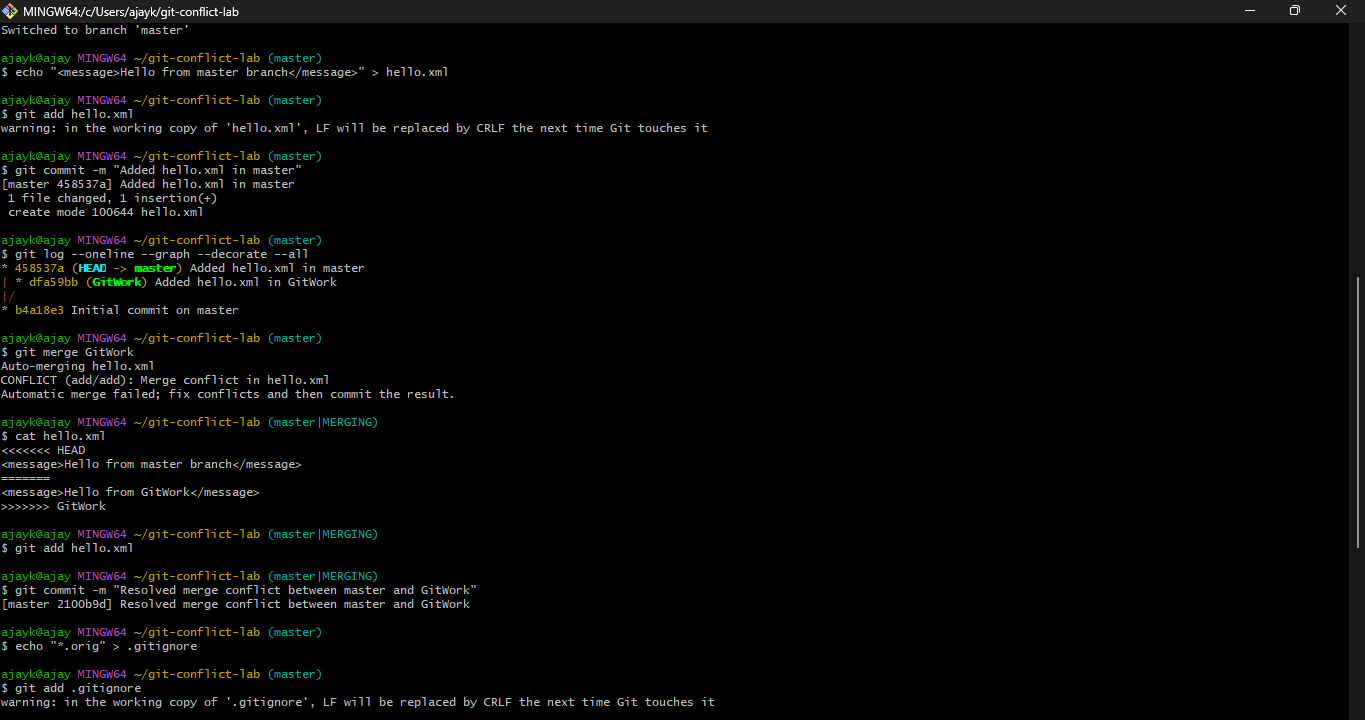 MINGW64:/c/Users/ajayk/git-conflict-lab
Switched to branch 'master'
ajayk@ajay MINGW64 ~/git-conflict-lab (master)
$ echo "<message>Hello from master branch</message>" > hello.xml
ajayk@ajay MINGW64 ~/git-conflict-lab (master)
$ git add hello.xml
warning: in the working copy of 'hello.xml', LF will be replaced by CRLF the next time Git touches it
ajayk@ajay MINGW64 ~/git-conflict-lab (master)
$ git commit -m "Added hello.xml in master"
[master 458537a] Added hello.xml in master
 1 file changed, 1 insertion(+)
 create mode 100644 hello.xml
ajayk@ajay MINGW64 ~/git-conflict-lab (master)
$ git log --oneline --graph --decorate --all
* 458537a (HEAD -> master) Added hello.xml in master
| * dfa59bb (GitWork) Added hello.xml in GitWork
|/
* b4a18e3 Initial commit on master
ajayk@ajay MINGW64 ~/git-conflict-lab (master)
$ git merge GitWork
Auto-merging hello.xml
CONFLICT (add/add): Merge conflict in hello.xml
Automatic merge failed; fix conflicts and then commit the result.
ajayk@ajay MINGW64 ~/git-conflict-lab (master|MERGING)
$ cat hello.xml
<<<<<<< HEAD
<message>Hello from master branch</message>
=======
<message>Hello from GitWork</message>
>>>>>>> GitWork
ajayk@ajay MINGW64 ~/git-conflict-lab (master|MERGING)
$ git add hello.xml
ajayk@ajay MINGW64 ~/git-conflict-lab (master|MERGING)
$ git commit -m "Resolved merge conflict between master and GitWork"
[master 2100b9d] Resolved merge conflict between master and GitWork
ajayk@ajay MINGW64 ~/git-conflict-lab (master)
$ echo "*.orig" > .gitignore
ajayk@ajay MINGW64 ~/git-conflict-lab (master)
$ git add .gitignore
warning: in the working copy of '.gitignore', LF will be replaced by CRLF the next time Git touches it